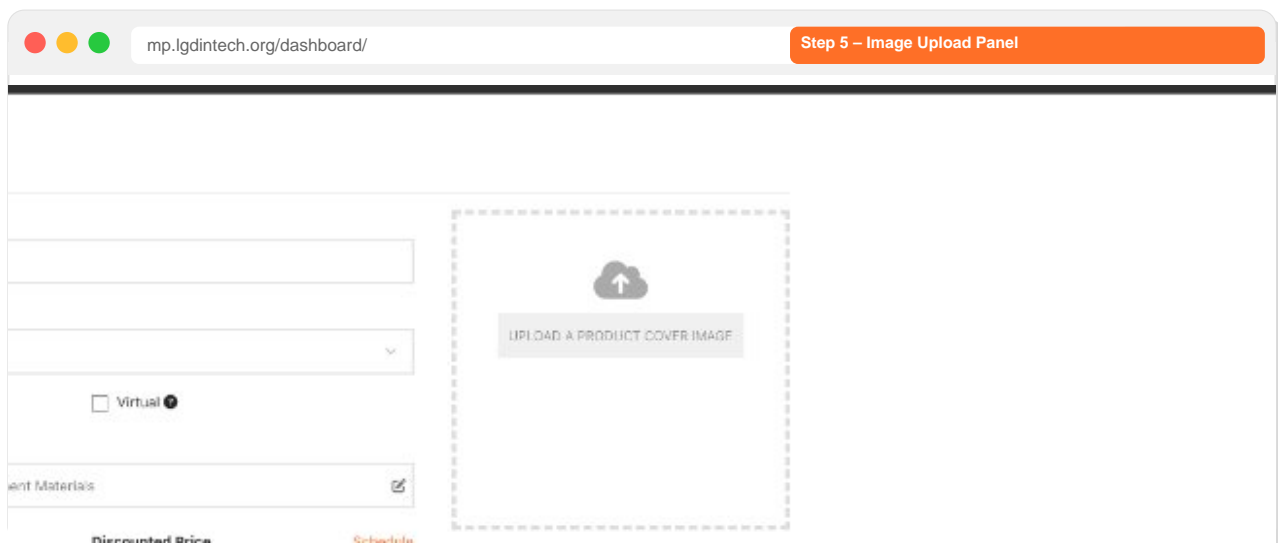 mp.lgdintech.org/dashboard/
Step 5 – Image Upload Panel
UPLOAD A PRODUCT COVER IMAGE
Virtual
ent Materials
Discounted Price
Schedule